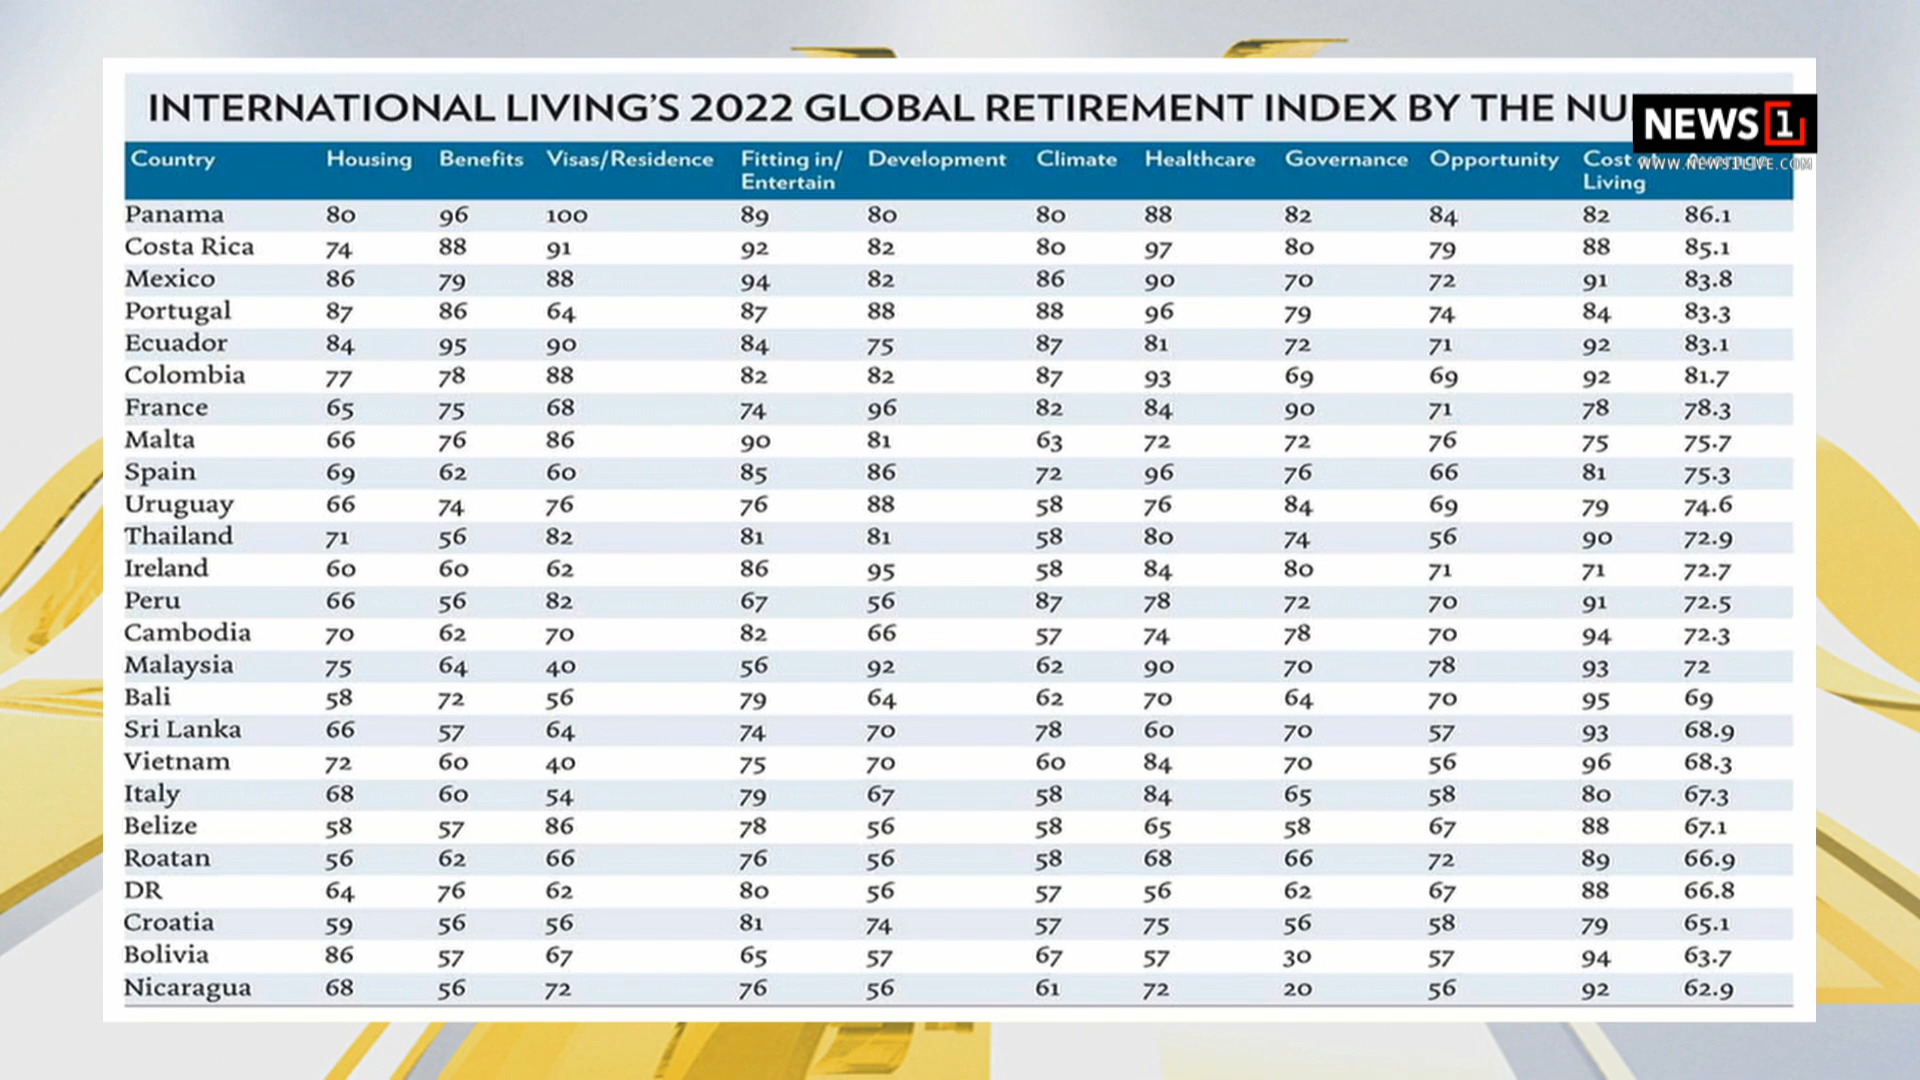 INTERNATIONAL LIVING'S 2022 GLOBAL RETIREMENT INDEX BY THE
NEWS 1
WWW.NEWS1LIVE.COM
Country Housing Benefits Visas/Residence Fitting in/ Entertain Development Climate Healthcare Governance Opportunity Cost of Living
Panama 80 96 100 89 80 80 88 82 84 82 86.1
Costa Rica 74 88 91 92 82 80 97 80 79 88 85.1
Mexico 86 79 88 94 82 86 90 70 72 91 83.8
Portugal 87 86 64 87 88 88 96 79 74 84 83.3
Ecuador 84 95 90 84 75 87 81 72 71 92 83.1
Colombia 77 78 88 82 82 87 93 69 69 92 81.7
France 65 75 68 74 96 82 84 90 71 78 78.3
Malta 66 76 86 90 81 63 72 72 76 75 75.7
Spain 69 62 60 85 86 72 96 76 66 81 75.3
Uruguay 66 74 76 76 88 58 76 84 69 79 74.6
Thailand 71 56 82 81 81 58 80 74 56 90 72.9
Ireland 60 60 62 86 95 58 84 80 71 71 72.7
Peru 66 56 82 67 56 87 78 72 70 91 72.5
Cambodia 70 62 70 82 66 57 74 78 70 94 72.3
Malaysia 75 64 40 56 92 62 90 70 78 93 72
Bali 58 72 56 79 64 62 70 64 70 95 69
Sri Lanka 66 57 64 74 70 78 60 70 57 93 68.9
Vietnam 72 60 40 75 70 60 84 70 56 96 68.3
Italy 68 60 54 79 67 58 84 65 58 80 67.3
Belize 58 57 86 78 56 58 65 58 67 88 67.1
Roatan 56 62 66 76 56 58 68 66 72 89 66.9
DR 64 76 62 80 56 57 56 62 67 88 66.8
Croatia 59 56 56 81 74 57 75 56 58 79 65.1
Bolivia 86 57 67 65 57 67 57 30 57 94 63.7
Nicaragua 68 56 72 76 56 61 72 20 56 92 62.9